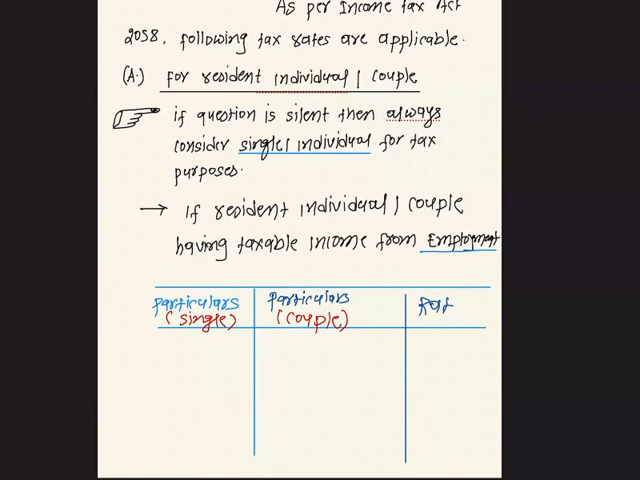 As per Income tax Act
2058, following tax rates are applicable.
(A.) for resident individual | couple
if question is silent then always
consider single | individual for tax
purposes.
→ If resident individual | couple
having taxable income from Employment
Particulars (single) Particulars (couple) Rat